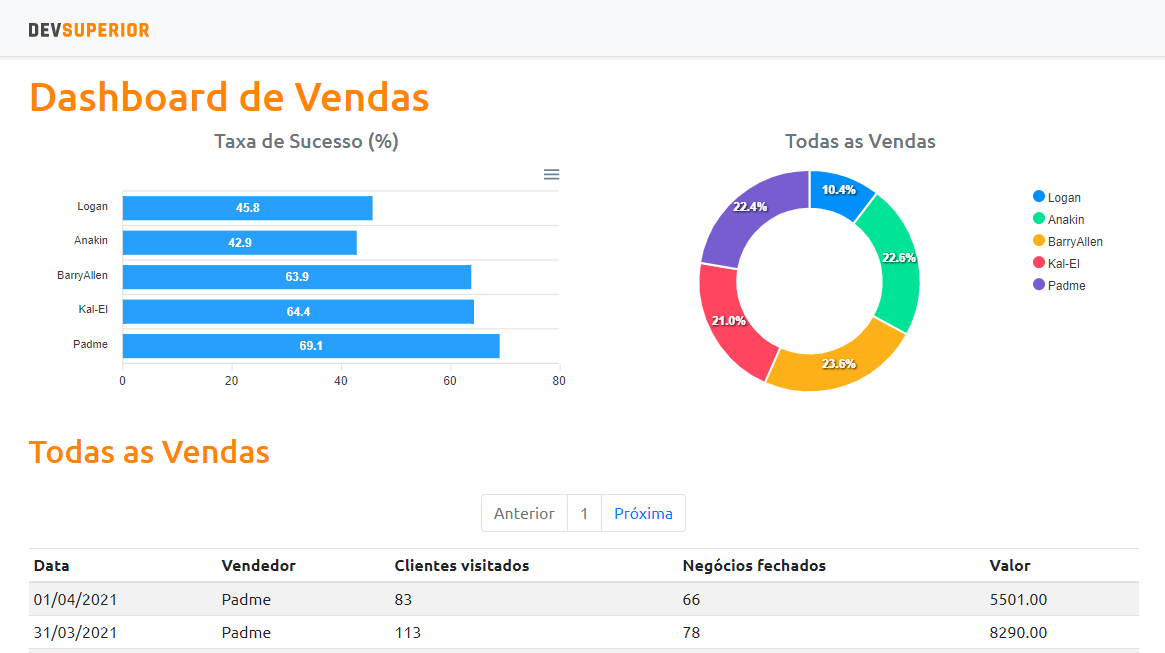 DEVSUPERIOR
Dashboard de Vendas
Taxa de Sucesso (%)
Logan
45.8
Anakin
42.9
BarryAllen
63.9
Kal-El
64.4
Padme
69.1
0 20 40 60 80
Todas as Vendas
10.4%
22.6%
23.6%
21.0%
22.4%
Logan
Anakin
BarryAllen
Kal-El
Padme
Todas as Vendas
Anterior 1 Próxima
Data Vendedor Clientes visitados Negócios fechados Valor
01/04/2021 Padme 83 66 5501.00
31/03/2021 Padme 113 78 8290.00